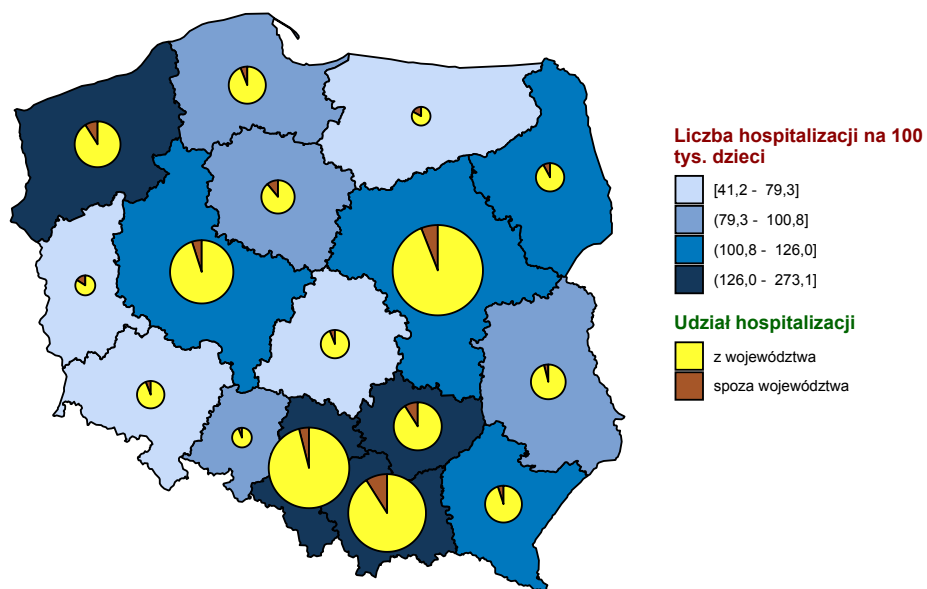 Liczba hospitalizacji na 100
tys. dzieci
[41,2 - 79,3]
(79,3 - 100,8]
(100,8 - 126,0]
(126,0 - 273,1]
Udział hospitalizacji
z województwa
spoza województwa